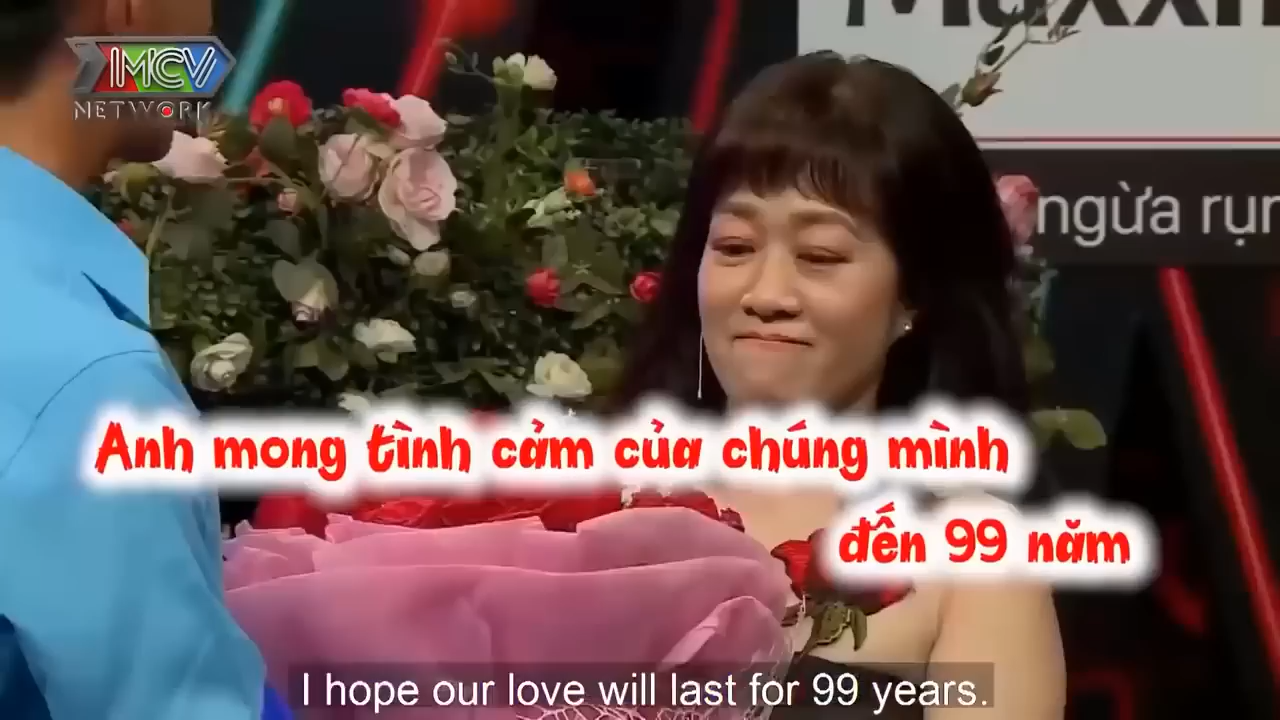 MCV
NETWORK
ngừa rụn
Anh mong tình cảm của chúng mình
đến 99 năm
I hope our love will last for 99 years.